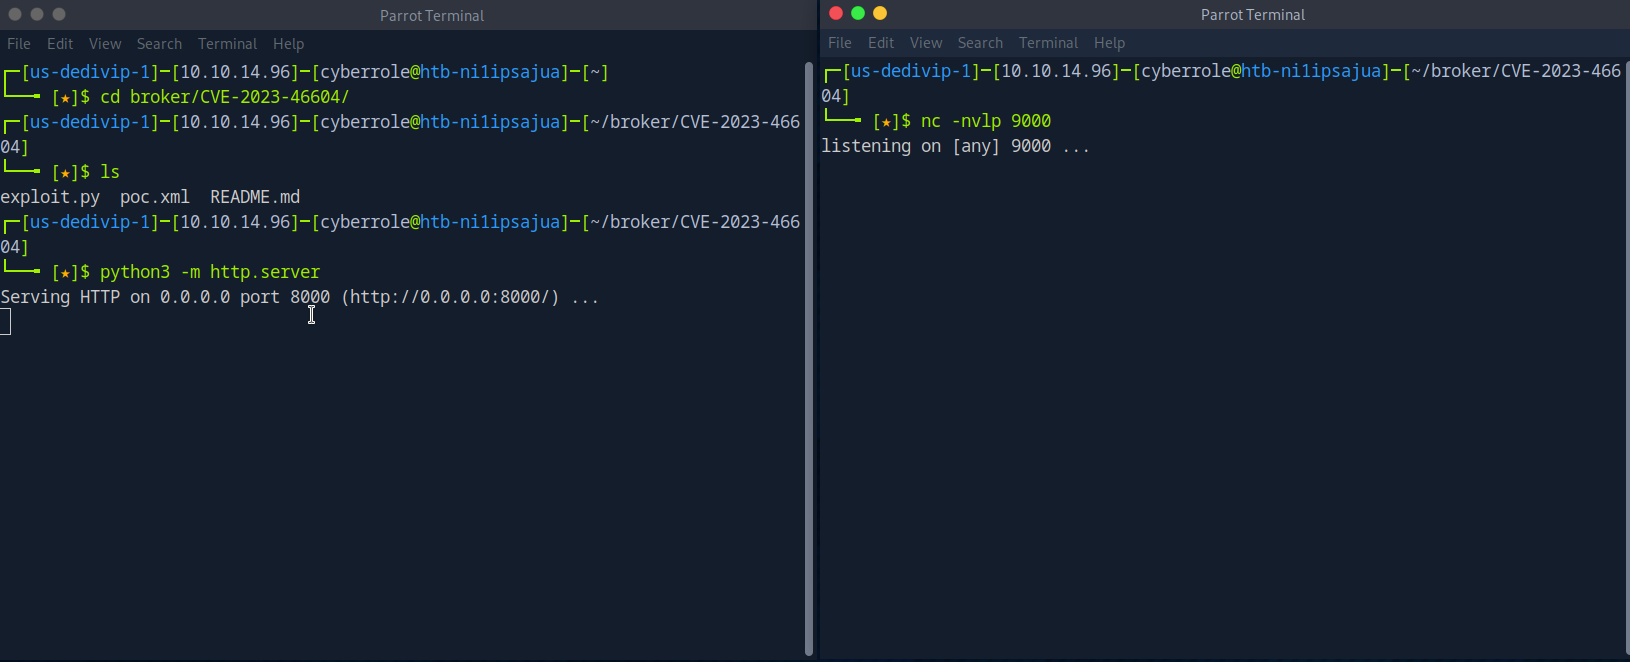 Parrot Terminal
File Edit View Search Terminal Help
┌─[us-dedivip-1]─[10.10.14.96]─[cyberrole@htb-ni1ipsajua]─[~]
└──╼ [★]$ cd broker/CVE-2023-46604/
┌─[us-dedivip-1]─[10.10.14.96]─[cyberrole@htb-ni1ipsajua]─[~/broker/CVE-2023-466
04]
└──╼ [★]$ ls
exploit.py  poc.xml  README.md
┌─[us-dedivip-1]─[10.10.14.96]─[cyberrole@htb-ni1ipsajua]─[~/broker/CVE-2023-466
04]
└──╼ [★]$ python3 -m http.server
Serving HTTP on 0.0.0.0 port 8000 (http://0.0.0.0:8000/) ...
Parrot Terminal
File Edit View Search Terminal Help
┌─[us-dedivip-1]─[10.10.14.96]─[cyberrole@htb-ni1ipsajua]─[~/broker/CVE-2023-466
04]
└──╼ [★]$ nc -nvlp 9000
listening on [any] 9000 ...